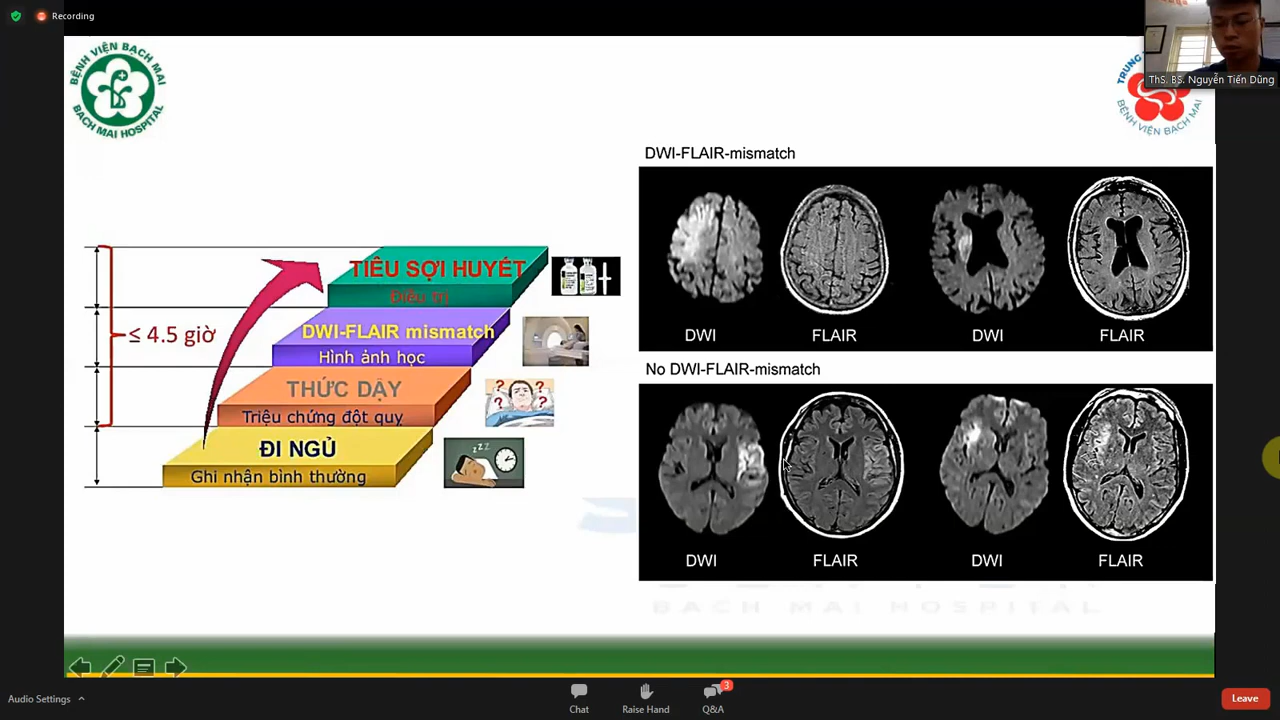 Recording
BỆNH VIỆN BẠCH MAI
BACH MAI HOSPITAL
ThS. BS. Nguyễn Tiến Dũng
BỆNH VIỆN BẠCH MAI
DWI-FLAIR-mismatch
DWI
FLAIR
DWI
FLAIR
No DWI-FLAIR-mismatch
DWI
FLAIR
DWI
FLAIR
≤ 4.5 giờ
TIÊU SỢI HUYẾT
Điều trị
DWI-FLAIR mismatch
Hình ảnh học
THỨC DẬY
Triệu chứng đột quỵ
ĐI NGỦ
Ghi nhận bình thường
BACH MAI HOSPITAL
Audio Settings
Chat
Raise Hand
3
Q&A
Leave